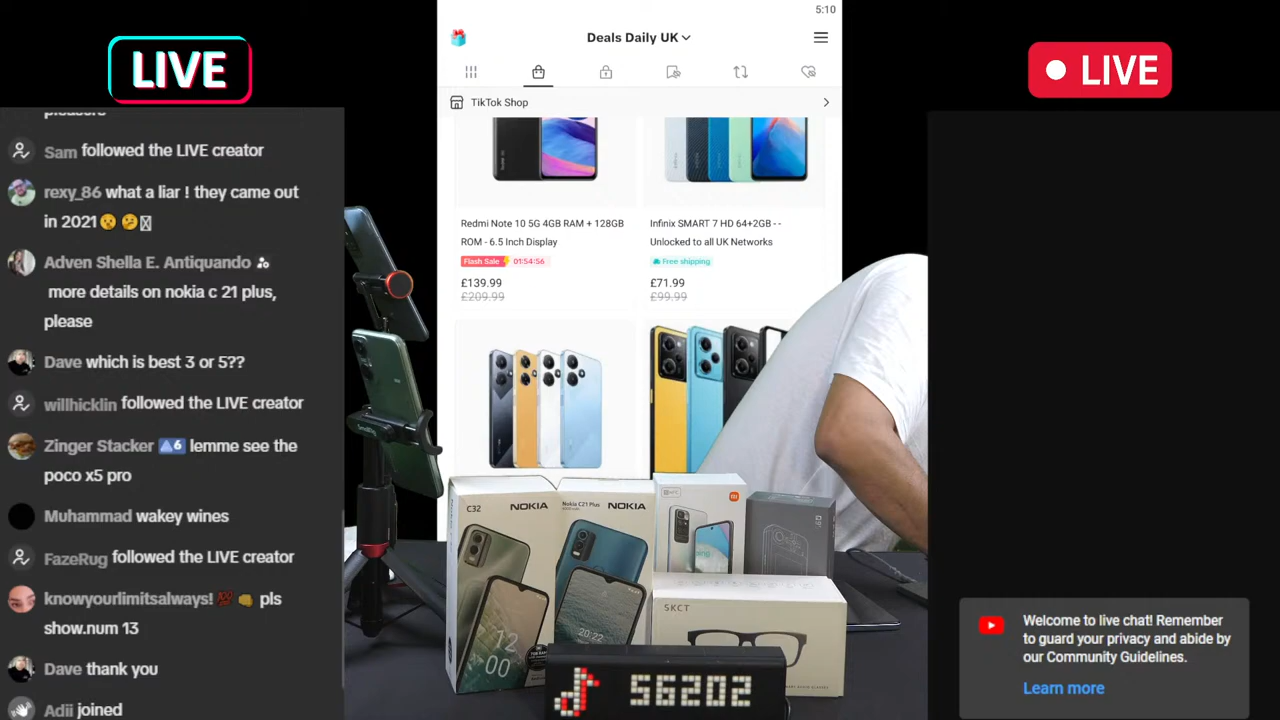 5:10
LIVE
Deals Daily UK
LIVE
TikTok Shop
Sam followed the LIVE creator
rexy_86 what a liar ! they came out
in 2021😯🤔
Adven Shella E. Antiquando
more details on nokia c 21 plus,
please
Dave which is best 3 or 5??
willhicklin followed the LIVE creator
Zinger Stacker 6 lemme see the
poco x5 pro
Muhammad wakey wines
FazeRug followed the LIVE creator
knowyourlimitsalways! 💯👊 pls
show.num 13
Dave thank you
Adii joined
Redmi Note 10 5G 4GB RAM + 128GB
ROM - 6.5 Inch Display
Flash Sale 01:54:56
£139.99
£209.99
Infinix SMART 7 HD 64+2GB - -
Unlocked to all UK Networks
Free shipping
£71.99
£99.99
C32 NOKIA
Nokia C21 Plus NOKIA
12:
00
20:22
SKCT
56202
Welcome to live chat! Remember
to guard your privacy and abide by
our Community Guidelines.
Learn more